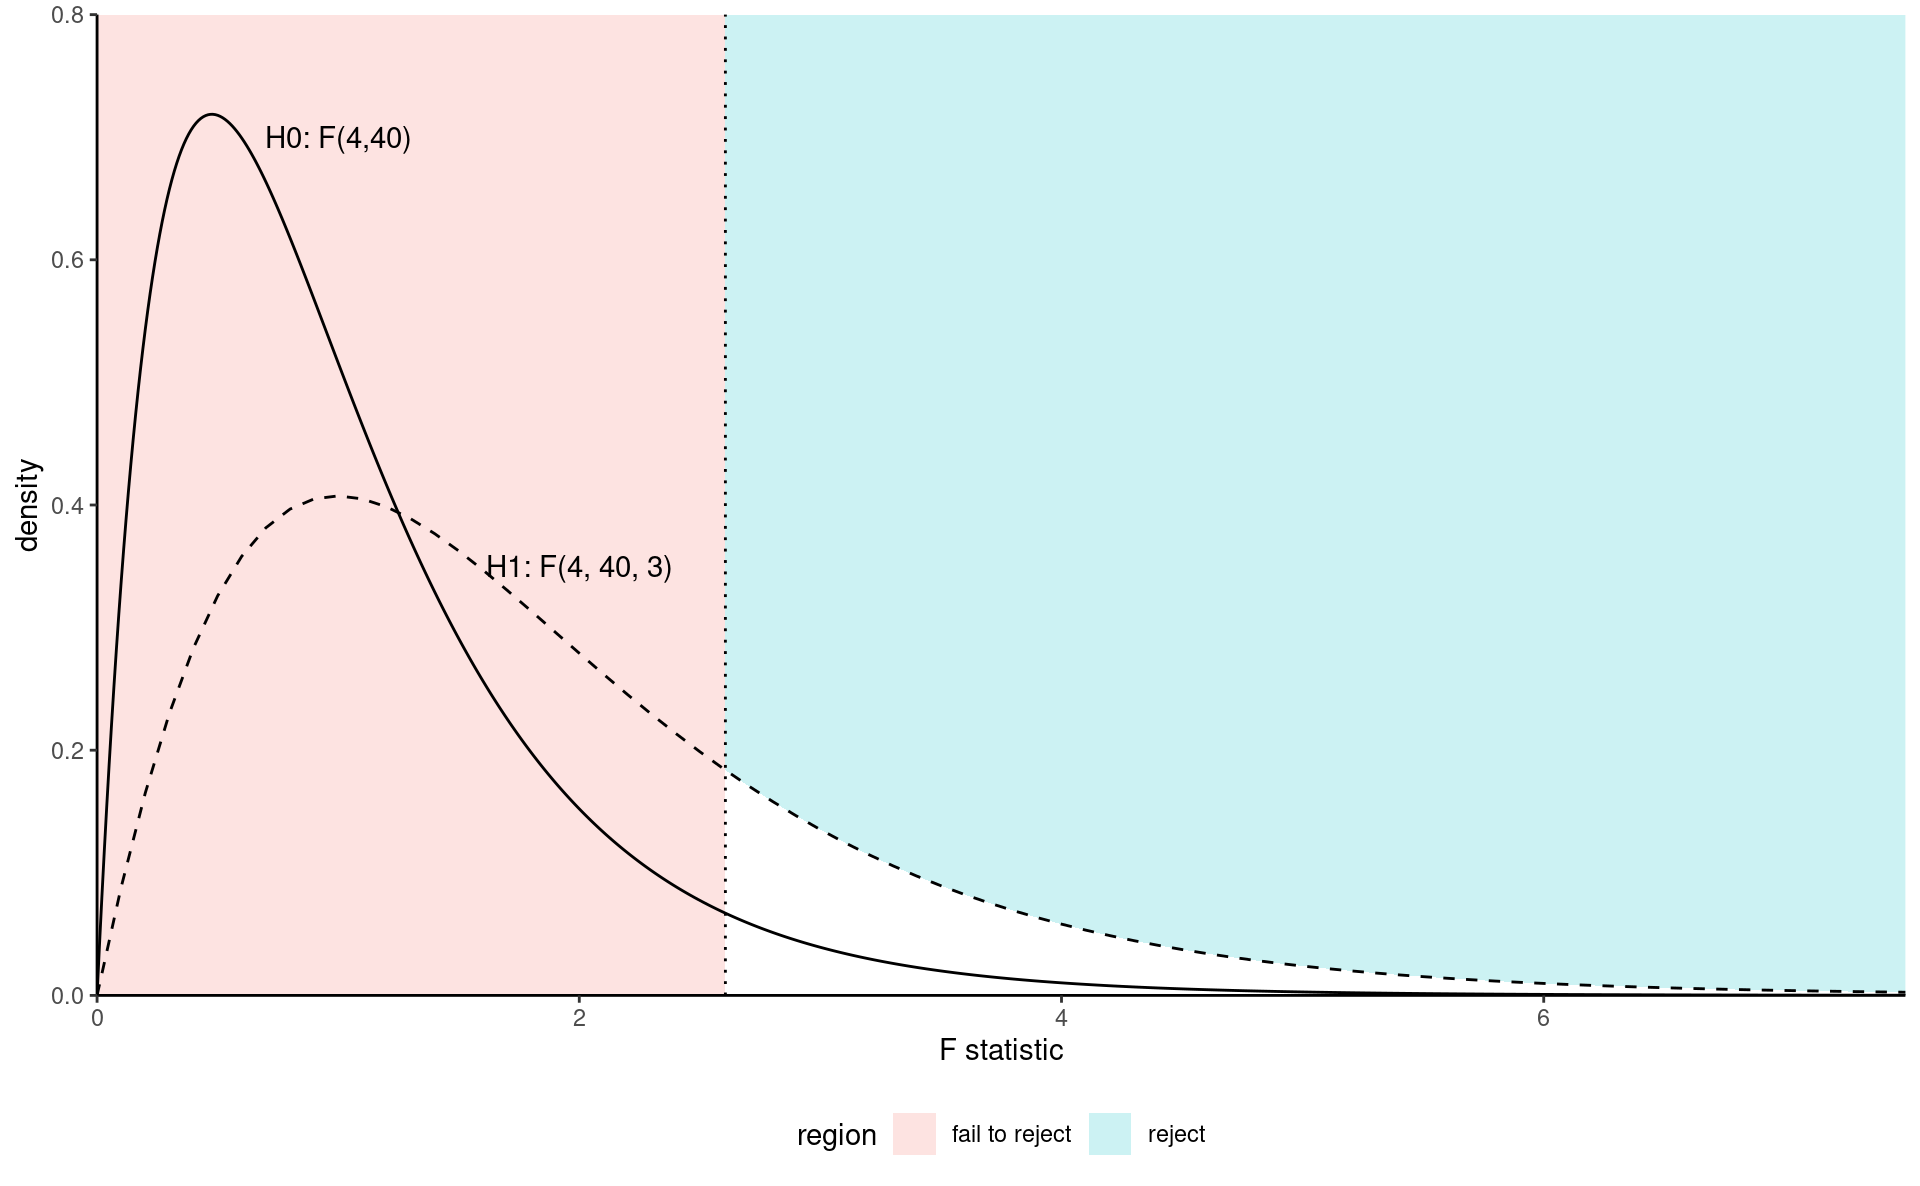 0.8
H0: F(4,40)
0.6
density
0.4
H1: F(4, 40, 3)
0.2
0.0
0 2 4 6
F statistic
region fail to reject reject